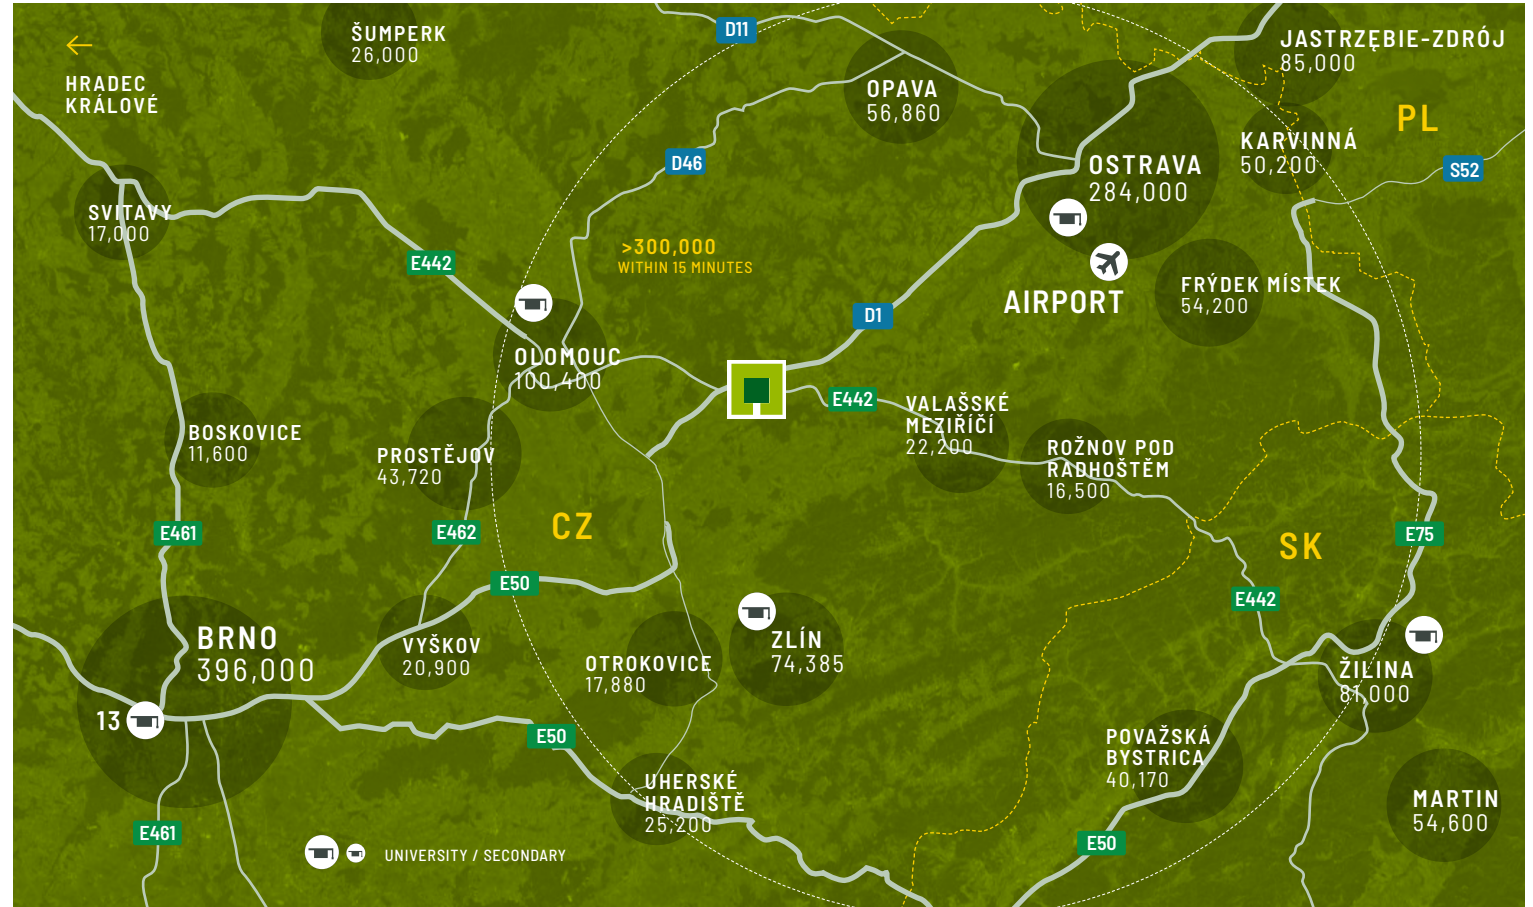 D11
ŠUMPERK
26,000
JASTRZĘBIE-ZDRÓJ
85,000
HRADEC
KRÁLOVÉ
OPAVA
56,860
PL
KARVINNÁ
50,200
D46
OSTRAVA
284,000
S52
SVITAVY
17,000
>300,000
WITHIN 15 MINUTES
E442
FRÝDEK MÍSTEK
54,200
AIRPORT
D1
OLOMOUC
100,400
E442
VALAŠSKÉ
MEZIŘÍČÍ
22,200
BOSKOVICE
11,600
PROSTĚJOV
43,720
ROŽNOV POD
RADHOŠTĚM
16,500
E461
E462
CZ
SK
E75
E50
E442
BRNO
396,000
VYŠKOV
20,900
OTROKOVICE
17,880
ZLÍN
74,385
ŽILINA
81,000
13
E50
POVAŽSKÁ
BYSTRICA
40,170
UHERSKÉ
HRADIŠTĚ
25,200
MARTIN
54,600
E461
E50
UNIVERSITY / SECONDARY